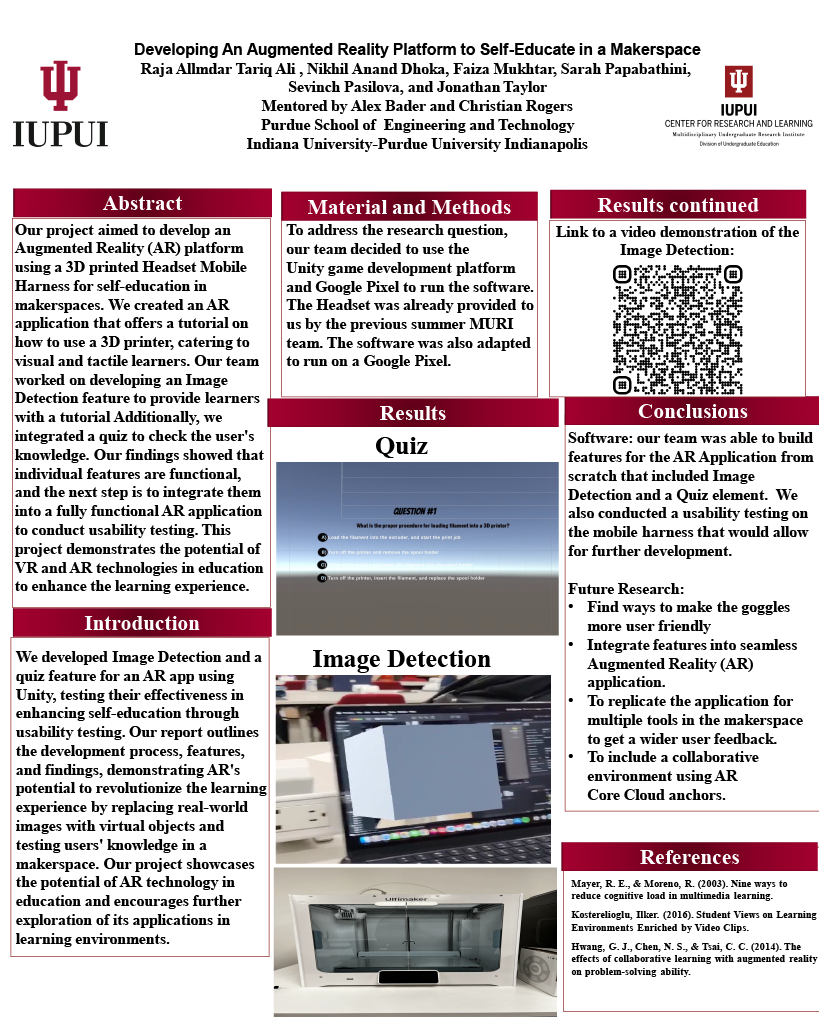 Developing An Augmented Reality Platform to Self-Educate in a Makerspace
Raja Allmdar Tariq Ali , Nikhil Anand Dhoka, Faiza Mukhtar, Sarah Papabathini,
Sevinch Pasilova, and Jonathan Taylor
Mentored by Alex Bader and Christian Rogers
Purdue School of Engineering and Technology
Indiana University-Purdue University Indianapolis
IUPUI
IUPUI
CENTER FOR RESEARCH AND LEARNING
Multidisciplinary Undergraduate Research Institute
Division of Undergraduate Education
Abstract
Our project aimed to develop an
Augmented Reality (AR) platform
using a 3D printed Headset Mobile
Harness for self-education in
makerspaces. We created an AR
application that offers a tutorial on
how to use a 3D printer, catering to
visual and tactile learners. Our team
worked on developing an Image
Detection feature to provide learners
with a tutorial Additionally, we
integrated a quiz to check the user's
knowledge. Our findings showed that
individual features are functional,
and the next step is to integrate them
into a fully functional AR application
to conduct usability testing. This
project demonstrates the potential of
VR and AR technologies in education
to enhance the learning experience.
Introduction
We developed Image Detection and a
quiz feature for an AR app using
Unity, testing their effectiveness in
enhancing self-education through
usability testing. Our report outlines
the development process, features,
and findings, demonstrating AR's
potential to revolutionize the learning
experience by replacing real-world
images with virtual objects and
testing users' knowledge in a
makerspace. Our project showcases
the potential of AR technology in
education and encourages further
exploration of its applications in
learning environments.
Material and Methods
To address the research question,
our team decided to use the
Unity game development platform
and Google Pixel to run the software.
The Headset was already provided to
us by the previous summer MURI
team. The software was also adapted
to run on a Google Pixel.
Results
Quiz
QUESTION #1
What is the proper procedure for loading filament into a 3D printer?
A) Load the filament into the extruder, and start the print job
B) Turn off the printer and remove the spool holder
C)
D) Turn off the printer, insert the filament, and replace the spool holder
Image Detection
Ultimaker
Results continued
Link to a video demonstration of the
Image Detection:
Conclusions
Software: our team was able to build
features for the AR Application from
scratch that included Image
Detection and a Quiz element. We
also conducted a usability testing on
the mobile harness that would allow
for further development.
Future Research:
• Find ways to make the goggles
more user friendly
• Integrate features into seamless
Augmented Reality (AR)
application.
• To replicate the application for
multiple tools in the makerspace
to get a wider user feedback.
• To include a collaborative
environment using AR
Core Cloud anchors.
References
Mayer, R. E., & Moreno, R. (2003). Nine ways to
reduce cognitive load in multimedia learning.
Kosterelioglu, Ilker. (2016). Student Views on Learning
Environments Enriched by Video Clips.
Hwang, G. J., Chen, N. S., & Tsai, C. C. (2014). The
effects of collaborative learning with augmented reality
on problem-solving ability.